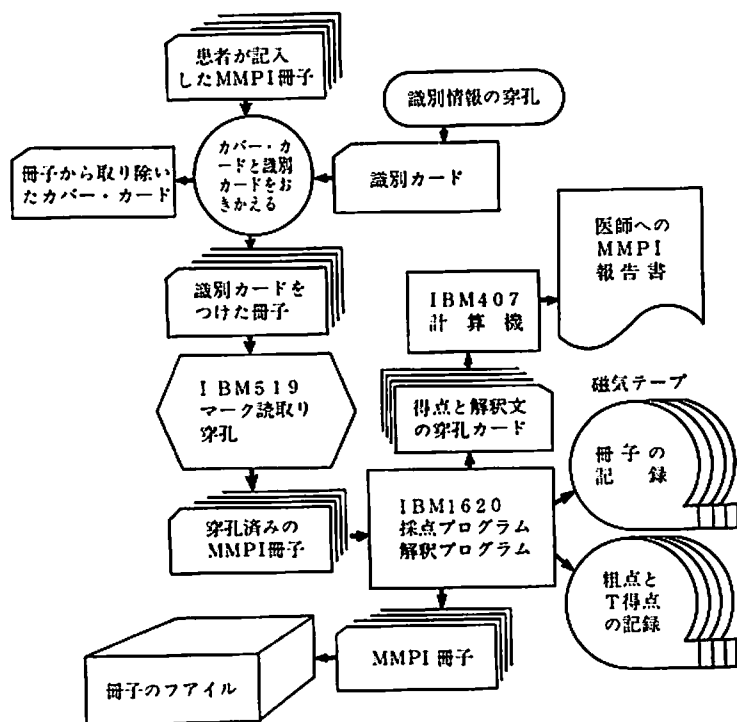 患者が記入
したMMPI冊子
識別情報の穿孔
カバー・カ
ードと識別
カードをお
きかえる
冊子から取り除い
たカバー・カード
識別カード
識別カードを
つけた冊子
医師への
MMPI
報告書
IBM407
計算機
IBM519
マーク読取り
穿孔
得点と解釈文
の穿孔カード
磁気テープ
冊子の
記録
穿孔済みの
MMPI冊子
IBM1620
採点プログラム
解釈プログラム
粗点と
T得点
の記録
MMPI冊子
冊子のファイル